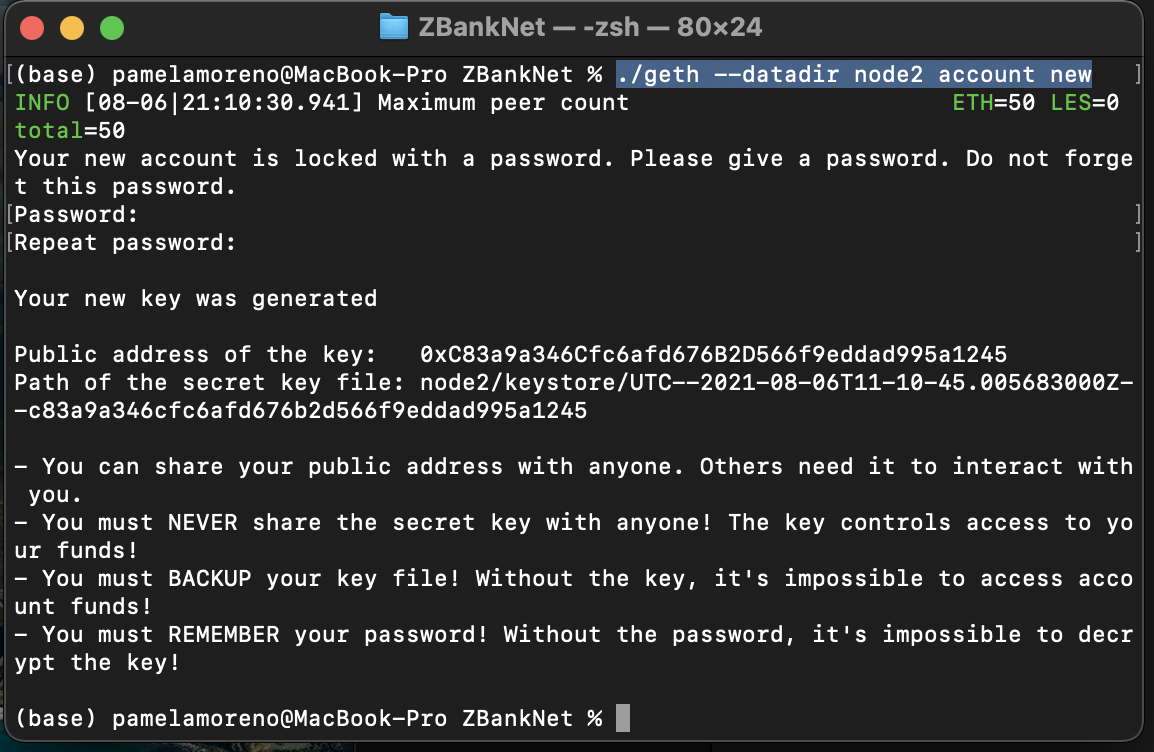 ZBankNet — -zsh — 80×24
[(base) pamelamoreno@MacBook-Pro ZBankNet % ./geth --datadir node2 account new ]
INFO [08-06|21:10:30.941] Maximum peer count ETH=50 LES=0
total=50
Your new account is locked with a password. Please give a password. Do not forge
t this password.
[Password: ]
[Repeat password: ]
Your new key was generated
Public address of the key: 0xC83a9a346Cfc6afd676B2D566f9eddad995a1245
Path of the secret key file: node2/keystore/UTC--2021-08-06T11-10-45.005683000Z-
-c83a9a346cfc6afd676b2d566f9eddad995a1245
- You can share your public address with anyone. Others need it to interact with
you.
- You must NEVER share the secret key with anyone! The key controls access to yo
ur funds!
- You must BACKUP your key file! Without the key, it's impossible to access acco
unt funds!
- You must REMEMBER your password! Without the password, it's impossible to decr
ypt the key!
(base) pamelamoreno@MacBook-Pro ZBankNet %